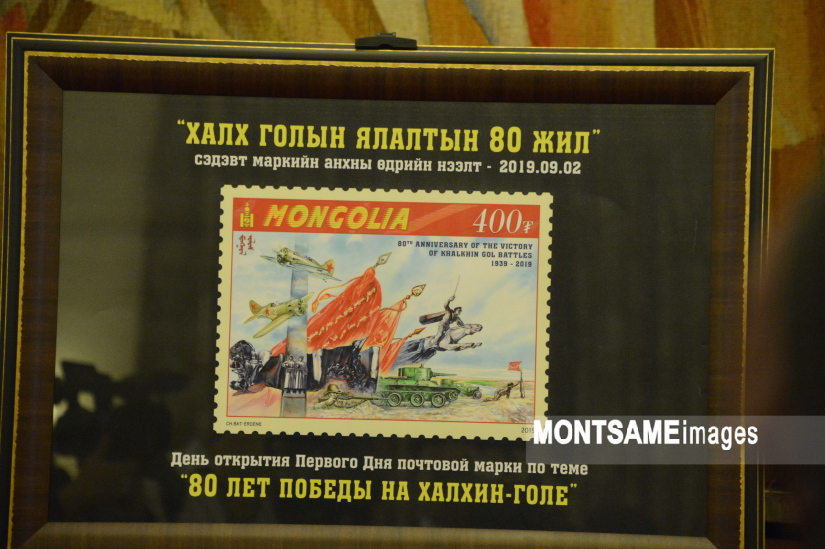 "ХАЛХ ГОЛЫН ЯЛАЛТЫН 80 ЖИЛ"
СЭДЭВТ МАРКИЙН АНХНЫ ӨДРИЙН НЭЭЛТ - 2019.09.02
MONGOLIA 400₮
80TH ANNIVERSARY OF THE VICTORY
OF KHALKHIN GOL BATTLES
1939 - 2019
CH.BAT-ERDENE
MONTSAMEimages
День открытия Первого Дня почтовой марки по теме
"80 ЛЕТ ПОБЕДЫ НА ХАЛХИН-ГОЛЕ"